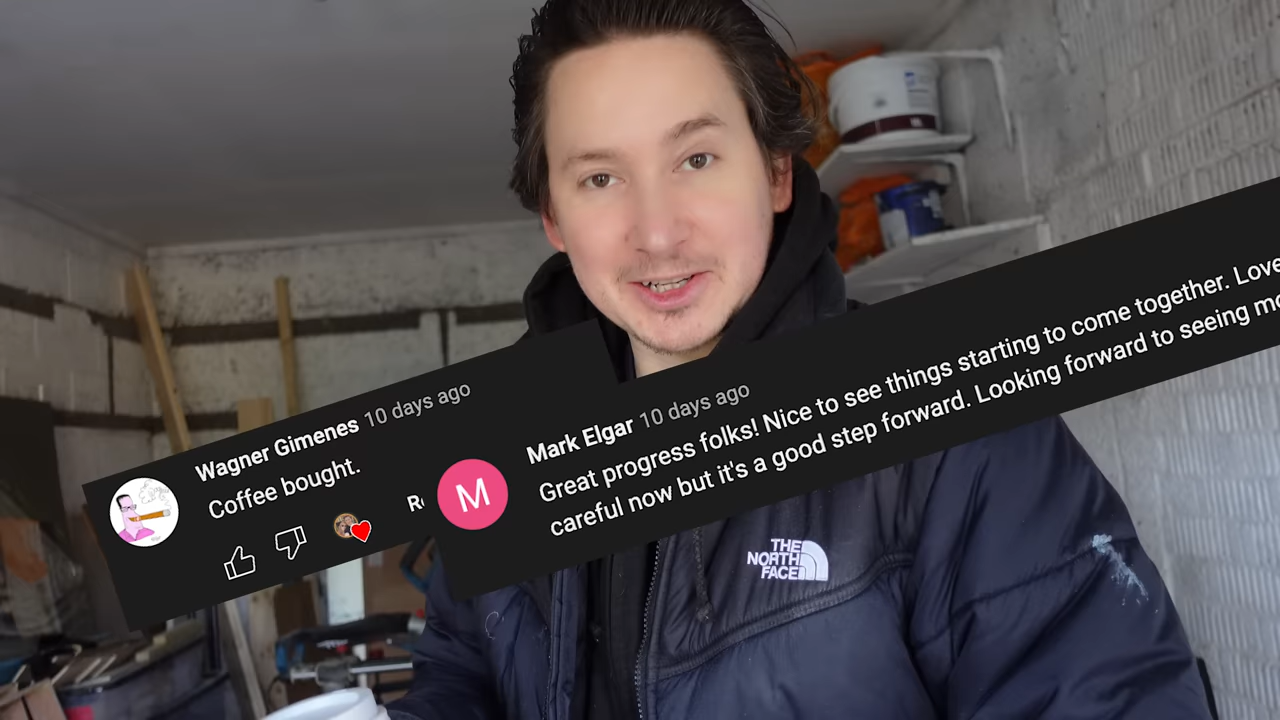 Wagner Gimenes 10 days ago
Coffee bought.
Mark Elgar 10 days ago
Great progress folks! Nice to see things starting to come together. Love
careful now but it's a good step forward. Looking forward to seeing
M
THE
NORTH
FACE